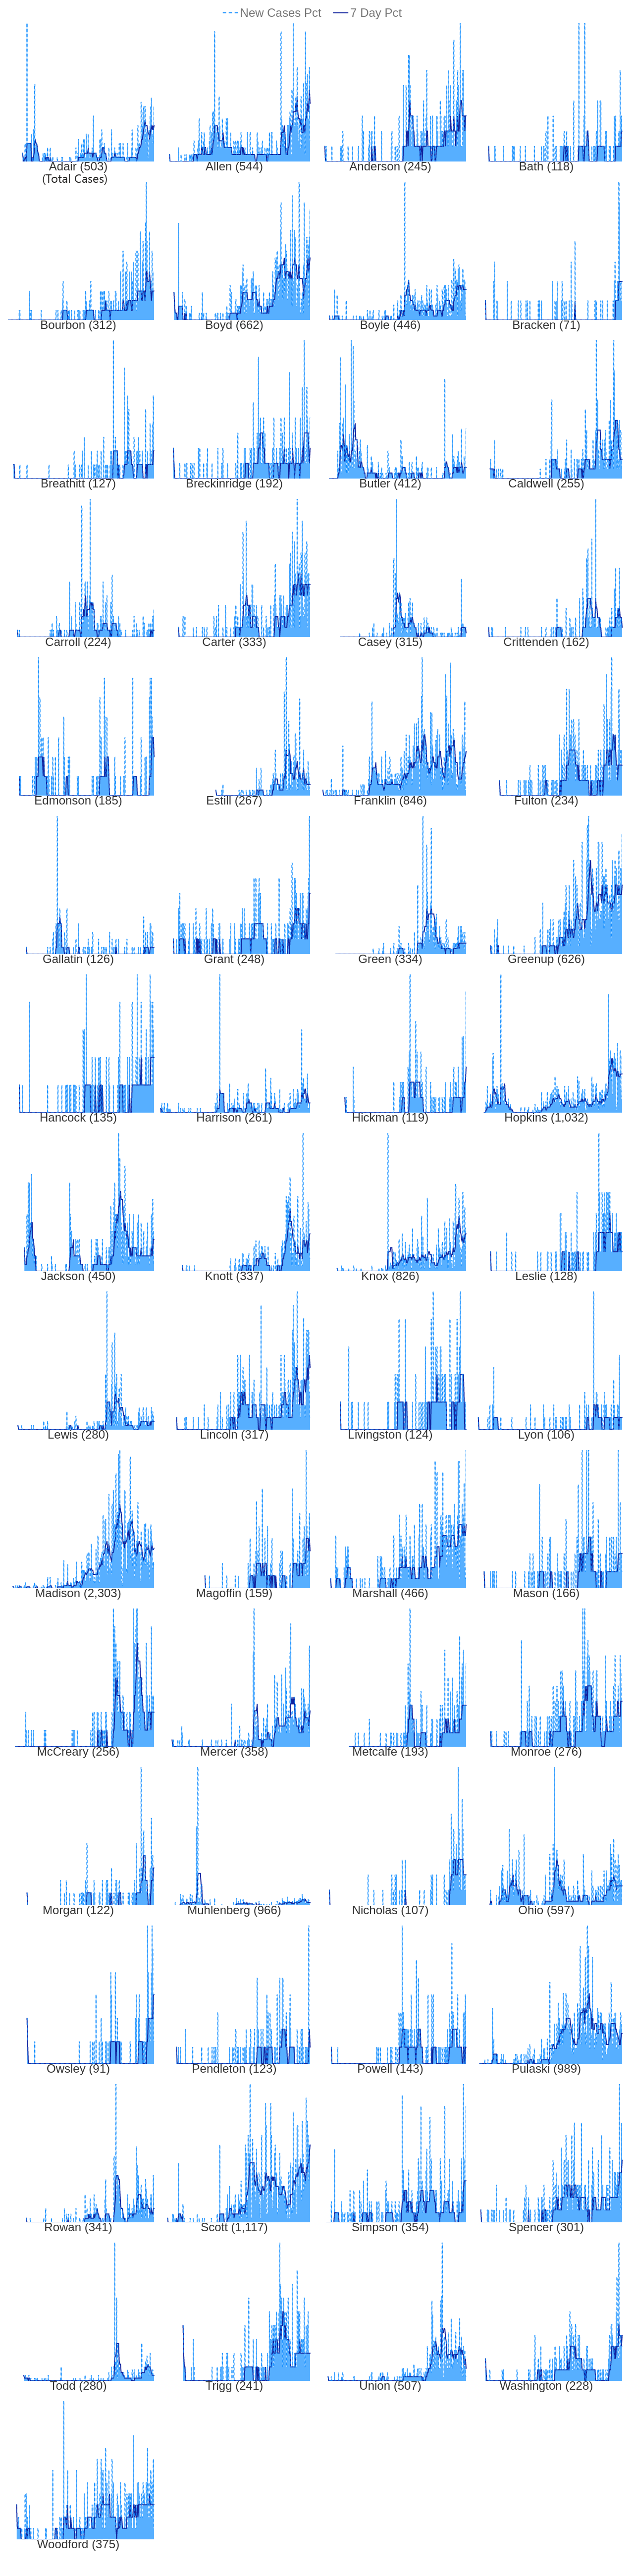 New Cases Pct 7 Day Pct
Adair (503) Allen (544) Anderson (245) Bath (118)
(Total Cases)
Bourbon (312) Boyd (662) Boyle (446) Bracken (71)
Breathitt (127) Breckinridge (192) Butler (412) Caldwell (255)
Carroll (224) Carter (333) Casey (315) Crittenden (162)
Edmonson (185) Estill (267) Franklin (846) Fulton (234)
Gallatin (126) Grant (248) Green (334) Greenup (626)
Hancock (135) Harrison (261) Hickman (119) Hopkins (1,032)
Jackson (450) Knott (337) Knox (826) Leslie (128)
Lewis (280) Lincoln (317) Livingston (124) Lyon (106)
Madison (2,303) Magoffin (159) Marshall (466) Mason (166)
McCreary (256) Mercer (358) Metcalfe (193) Monroe (276)
Morgan (122) Muhlenberg (966) Nicholas (107) Ohio (597)
Owsley (91) Pendleton (123) Powell (143) Pulaski (989)
Rowan (341) Scott (1,117) Simpson (354) Spencer (301)
Todd (280) Trigg (241) Union (507) Washington (228)
Woodford (375)